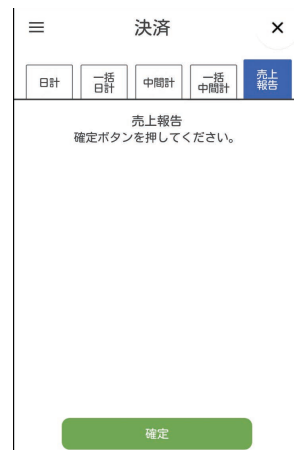 決済
日計
一括
日計
中間計
一括
中間計
売上
報告
売上報告
確定ボタンを押してください。
確定